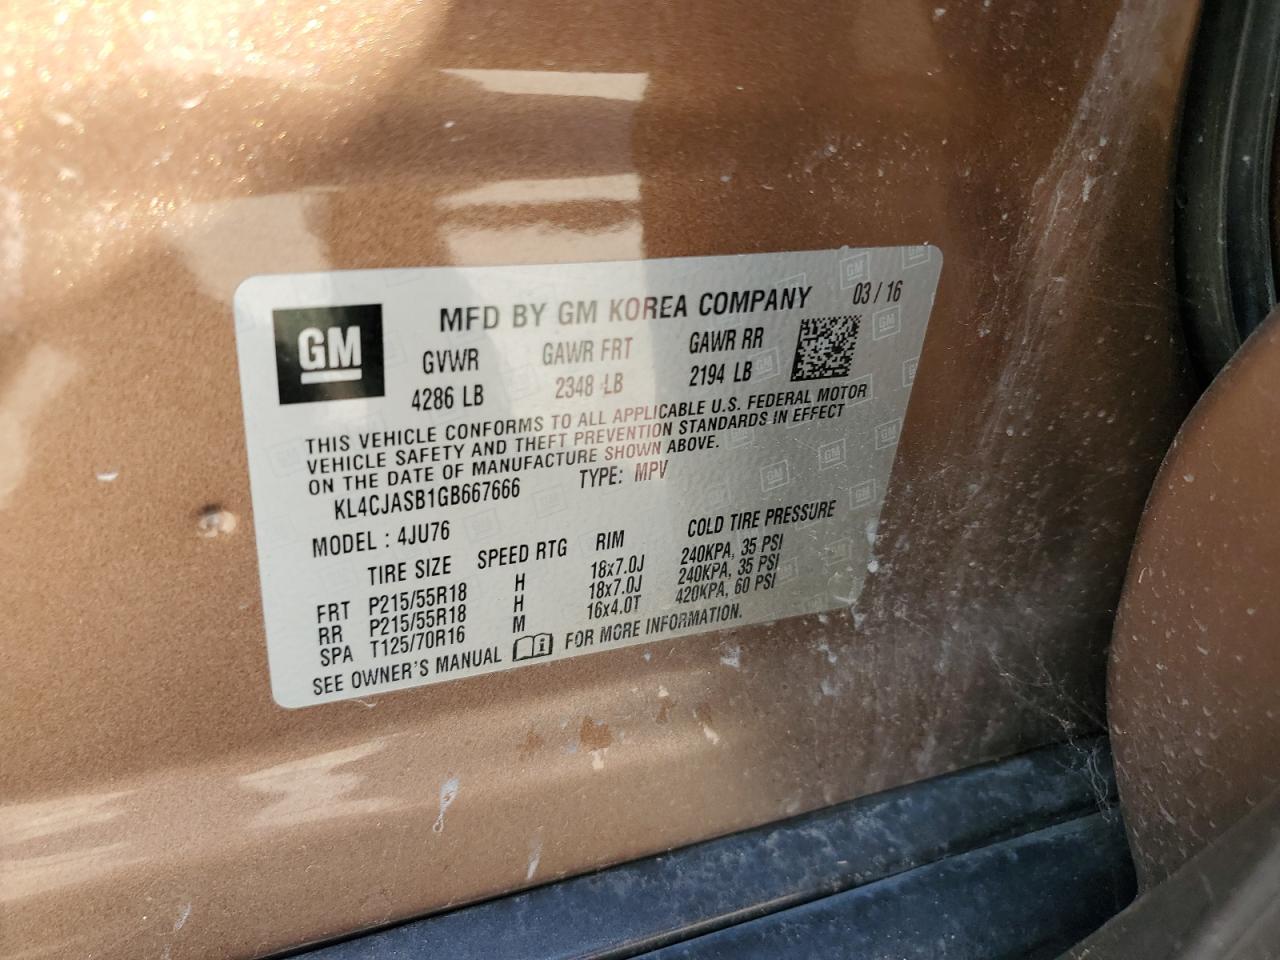 GM
MFD BY GM KOREA COMPANY 03 / 16
GVWR GAWR FRT GAWR RR
4286 LB 2348 LB 2194 LB
THIS VEHICLE CONFORMS TO ALL APPLICABLE U.S. FEDERAL MOTOR
VEHICLE SAFETY AND THEFT PREVENTION STANDARDS IN EFFECT
ON THE DATE OF MANUFACTURE SHOWN ABOVE.
KL4CJASB1GB667666 TYPE: MPV
MODEL : 4JU76
TIRE SIZE SPEED RTG RIM COLD TIRE PRESSURE
FRT P215/55R18 H 18x7.0J 240KPA, 35 PSI
RR P215/55R18 H 18x7.0J 240KPA, 35 PSI
SPA T125/70R16 M 16x4.0T 420KPA, 60 PSI
SEE OWNER'S MANUAL FOR MORE INFORMATION.